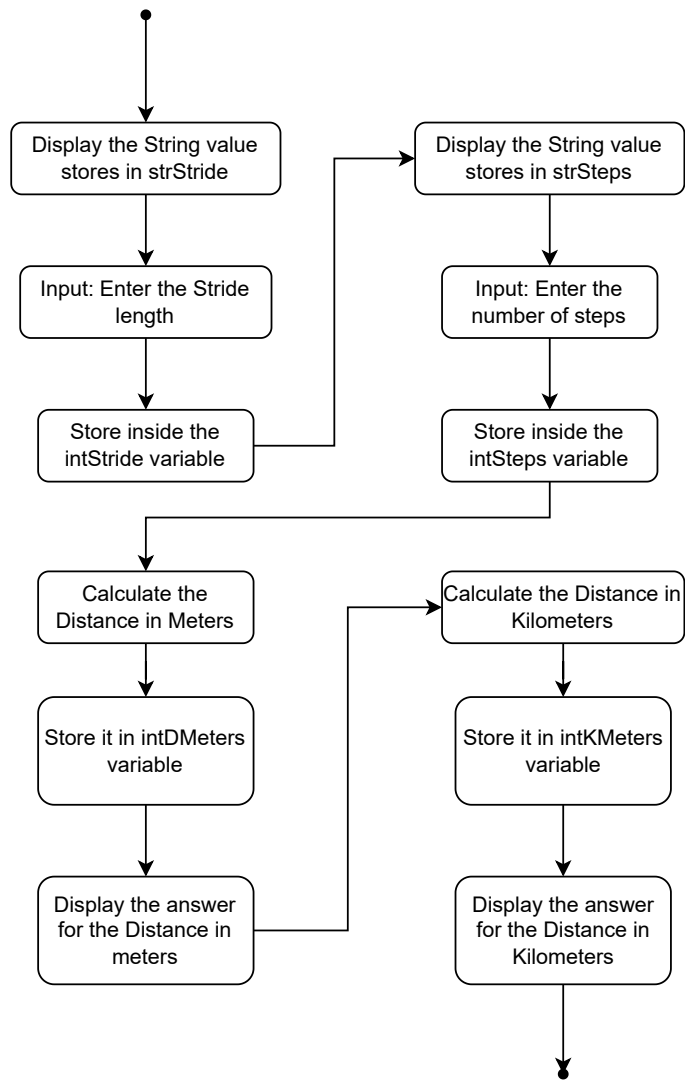 Display the String value
stores in strStride
Input: Enter the Stride
length
Store inside the
intStride variable
Display the String value
stores in strSteps
Input: Enter the
number of steps
Store inside the
intSteps variable
Calculate the
Distance in Meters
Store it in intDMeters
variable
Display the answer
for the Distance in
meters
Calculate the Distance in
Kilometers
Store it in intKMeters
variable
Display the answer
for the Distance in
Kilometers